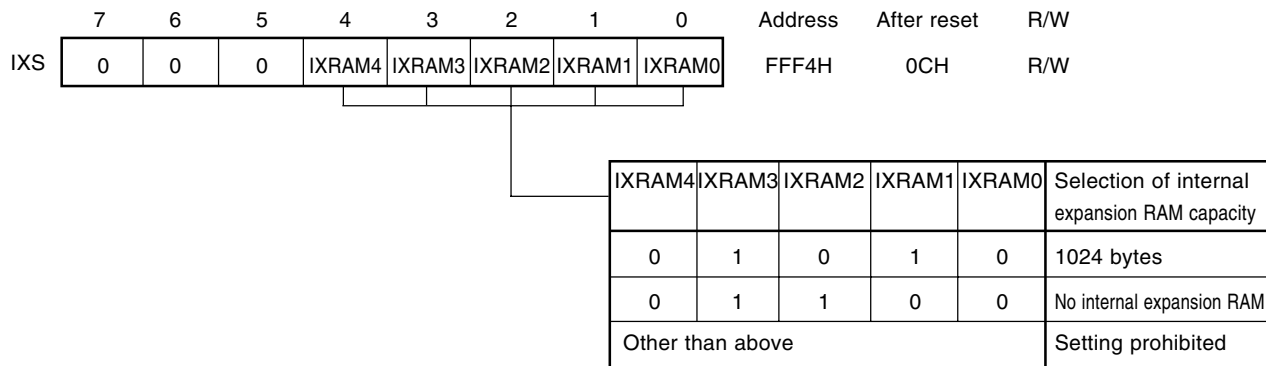 7 6 5 4 3 2 1 0 Address After reset R/W
IXS 0 0 0 IXRAM4 IXRAM3 IXRAM2 IXRAM1 IXRAM0 FFF4H 0CH R/W
IXRAM4 IXRAM3 IXRAM2 IXRAM1 IXRAM0 Selection of internal
expansion RAM capacity
0 1 0 1 0 1024 bytes
0 1 1 0 0 No internal expansion RAM
Other than above Setting prohibited